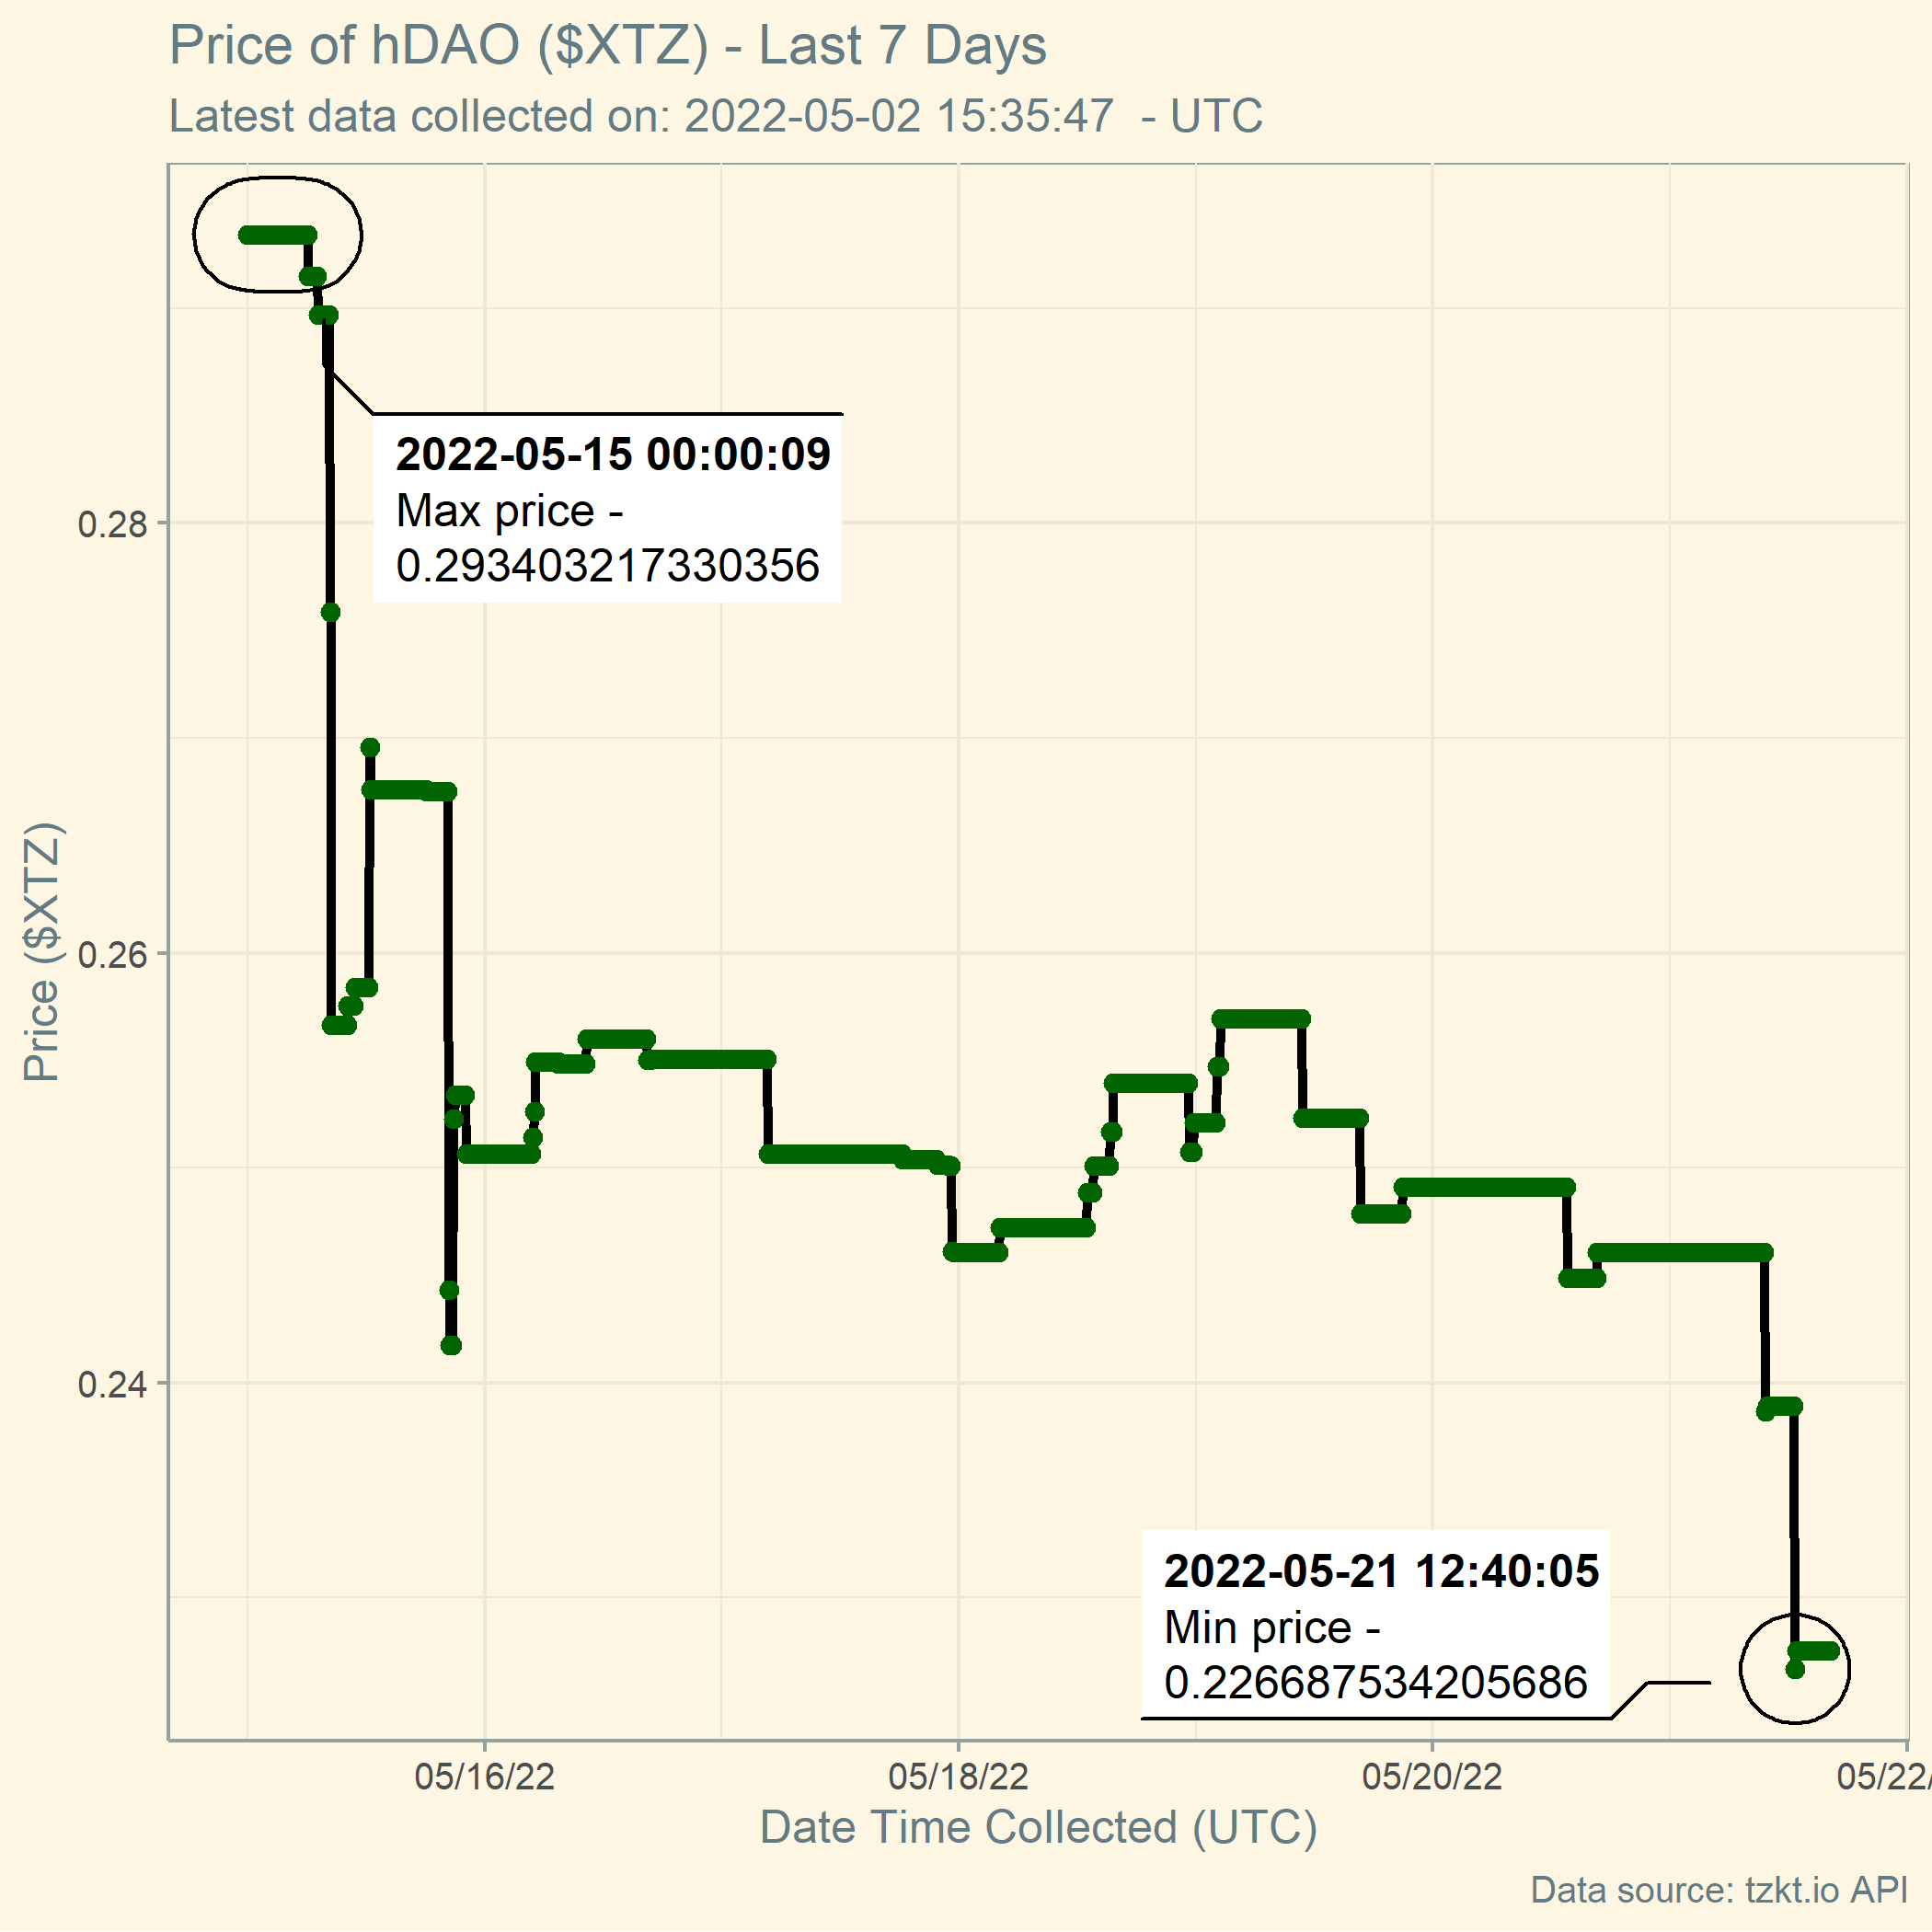 Price of hDAO ($XTZ) - Last 7 Days
Latest data collected on: 2022-05-02 15:35:47 - UTC
2022-05-15 00:00:09
Max price -
0.293403217330356
0.28
0.26
0.24
Price ($XTZ)
2022-05-21 12:40:05
Min price -
0.226687534205686
05/16/22
05/18/22
05/20/22
05/22/
Date Time Collected (UTC)
Data source: tzkt.io API